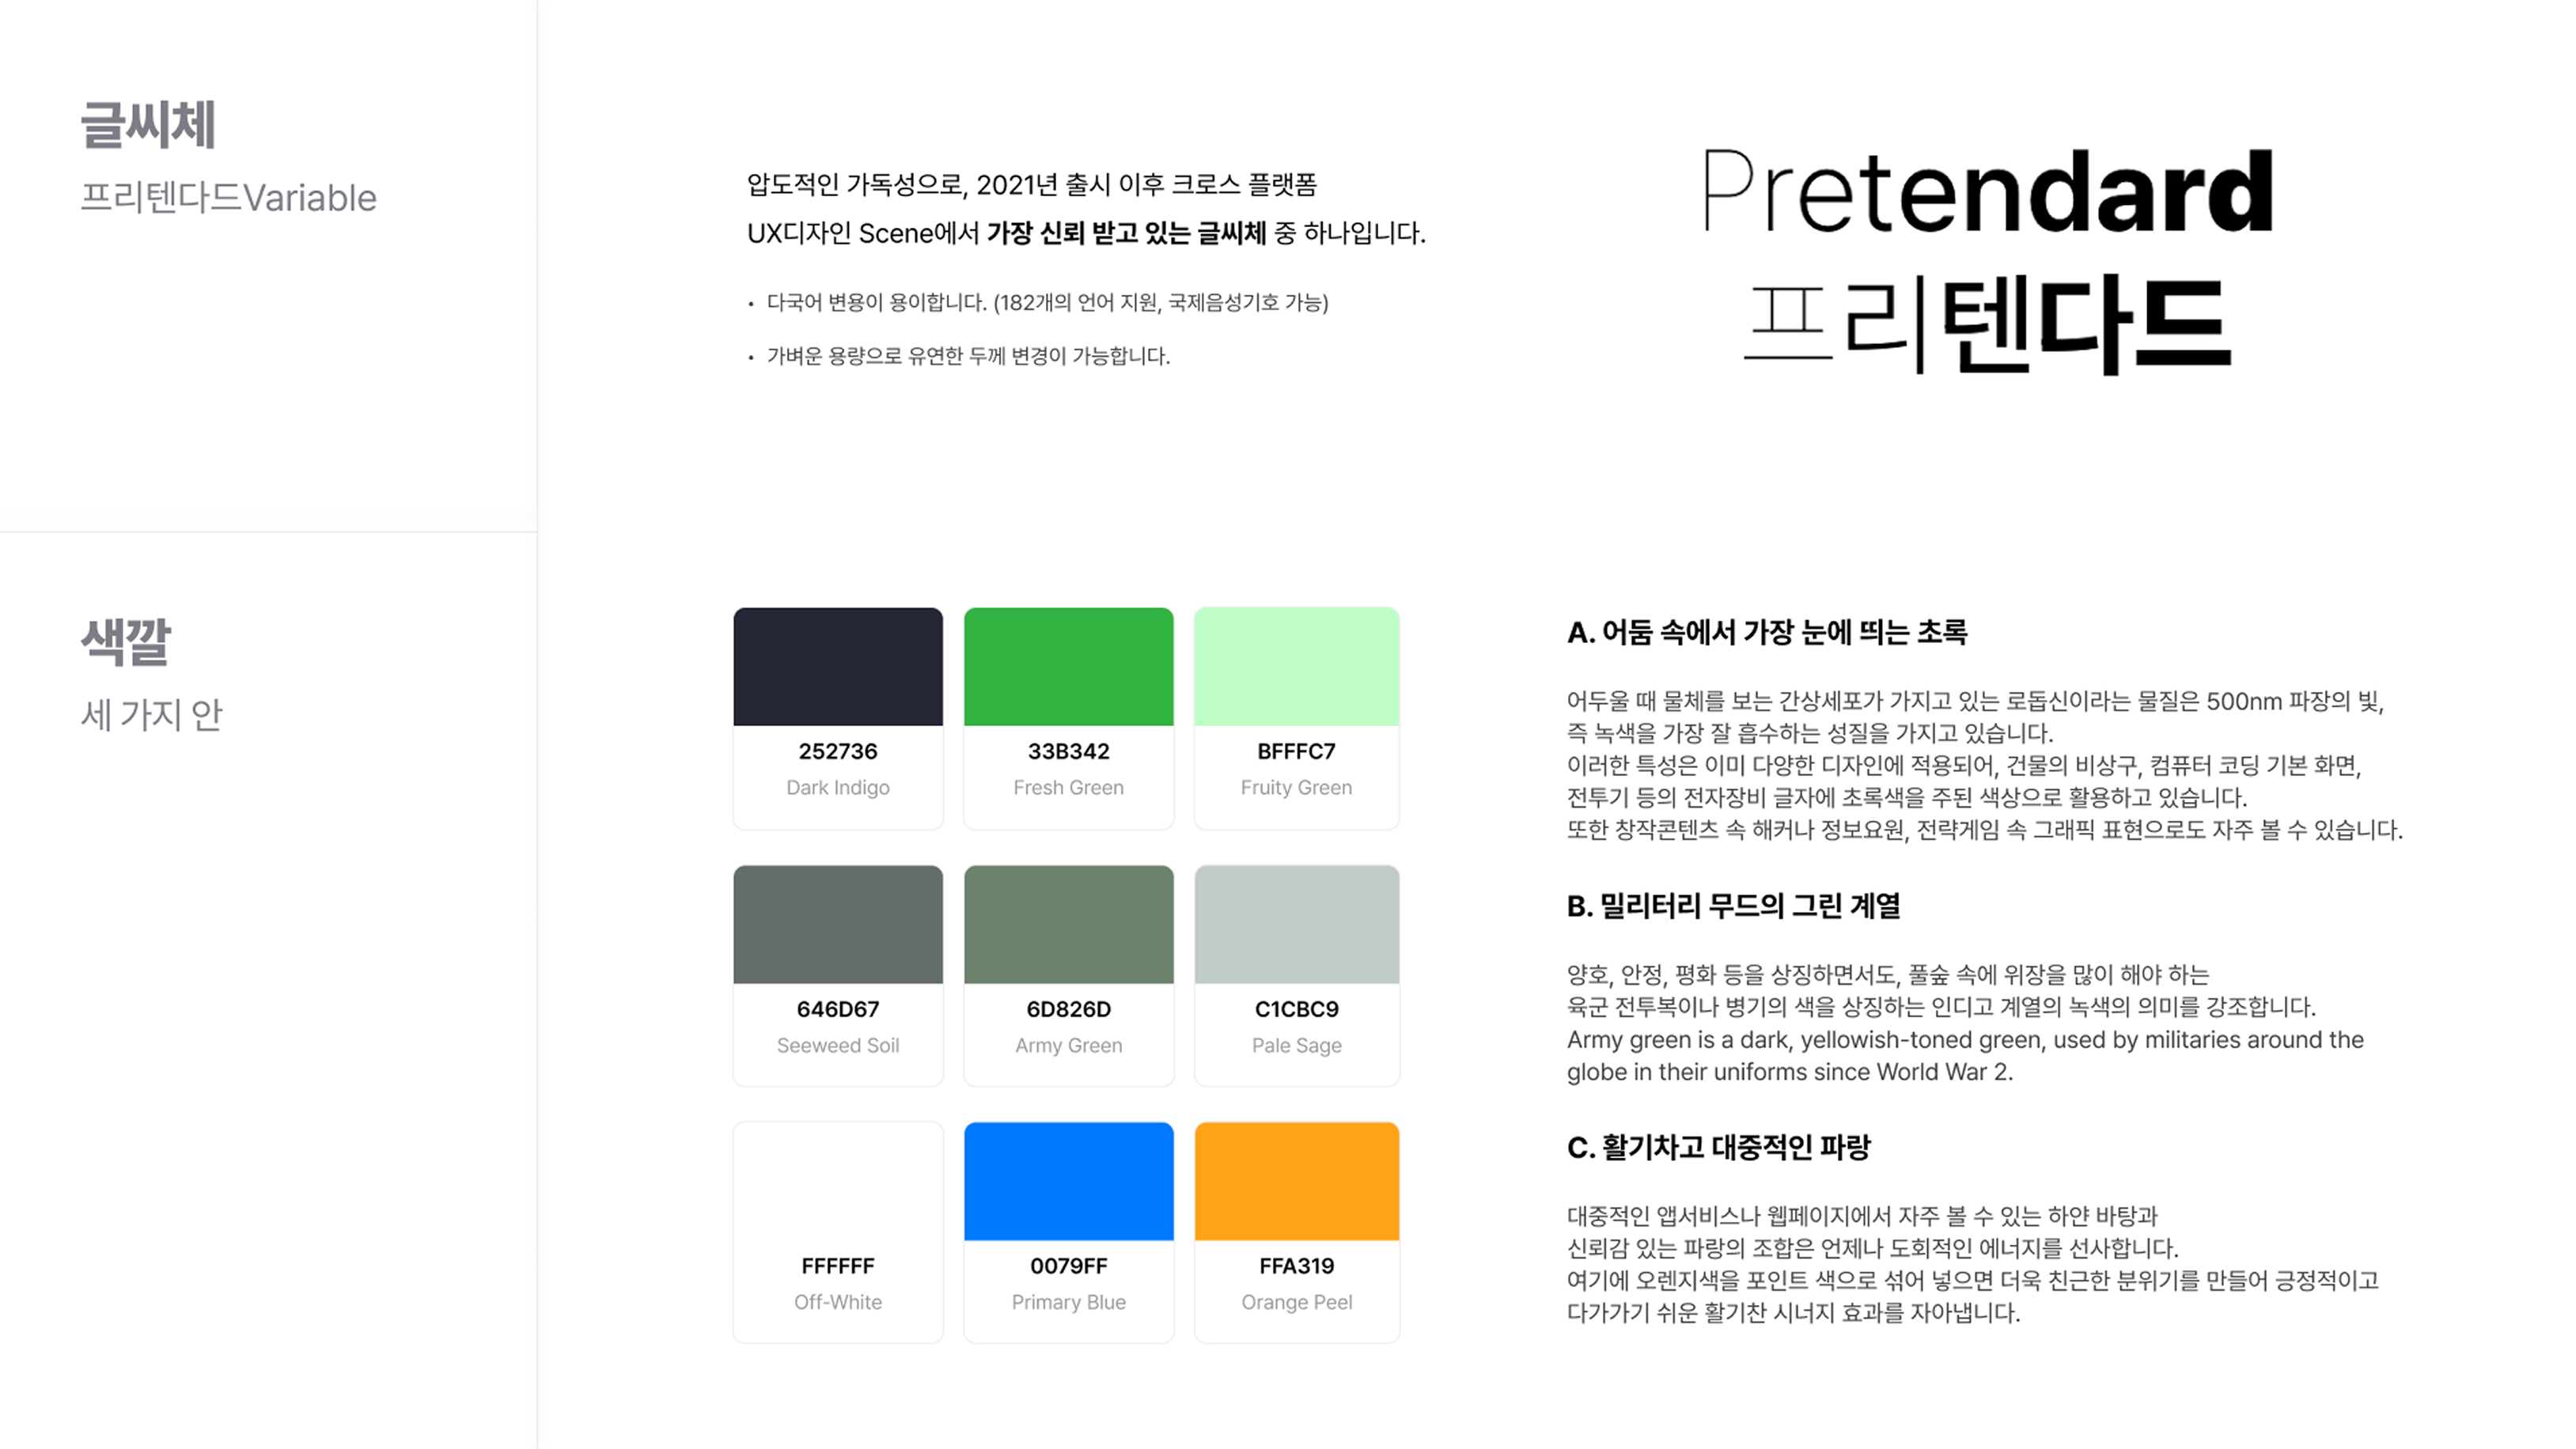 글씨체
프리텐다드Variable
압도적인 가독성으로, 2021년 출시 이후 크로스 플랫폼
UX디자인 Scene에서 가장 신뢰 받고 있는 글씨체 중 하나입니다.
• 다국어 변용이 용이합니다. (182개의 언어 지원, 국제음성기호 가능)
• 가벼운 용량으로 유연한 두께 변경이 가능합니다.
Pretendard
프리텐다드
색깔
세 가지 안
252736
Dark Indigo
33B342
Fresh Green
BFFFC7
Fruity Green
646D67
Seeweed Soil
6D826D
Army Green
C1CBC9
Pale Sage
FFFFFF
Off-White
0079FF
Primary Blue
FFA319
Orange Peel
A. 어둠 속에서 가장 눈에 띄는 초록
어두울 때 물체를 보는 간상세포가 가지고 있는 로돕신이라는 물질은 500nm 파장의 빛,
즉 녹색을 가장 잘 흡수하는 성질을 가지고 있습니다.
이러한 특성은 이미 다양한 디자인에 적용되어, 건물의 비상구, 컴퓨터 코딩 기본 화면,
전투기 등의 전자장비 글자에 초록색을 주된 색상으로 활용하고 있습니다.
또한 창작콘텐츠 속 해커나 정보요원, 전략게임 속 그래픽 표현으로도 자주 볼 수 있습니다.
B. 밀리터리 무드의 그린 계열
양호, 안정, 평화 등을 상징하면서도, 풀숲 속에 위장을 많이 해야 하는
육군 전투복이나 병기의 색을 상징하는 인디고 계열의 녹색의 의미를 강조합니다.
Army green is a dark, yellowish-toned green, used by militaries around the
globe in their uniforms since World War 2.
C. 활기차고 대중적인 파랑
대중적인 앱서비스나 웹페이지에서 자주 볼 수 있는 하얀 바탕과
신뢰감 있는 파랑의 조합은 언제나 도회적인 에너지를 선사합니다.
여기에 오렌지색을 포인트 색으로 섞어 넣으면 더욱 친근한 분위기를 만들어 긍정적이고
다가가기 쉬운 활기찬 시너지 효과를 자아냅니다.